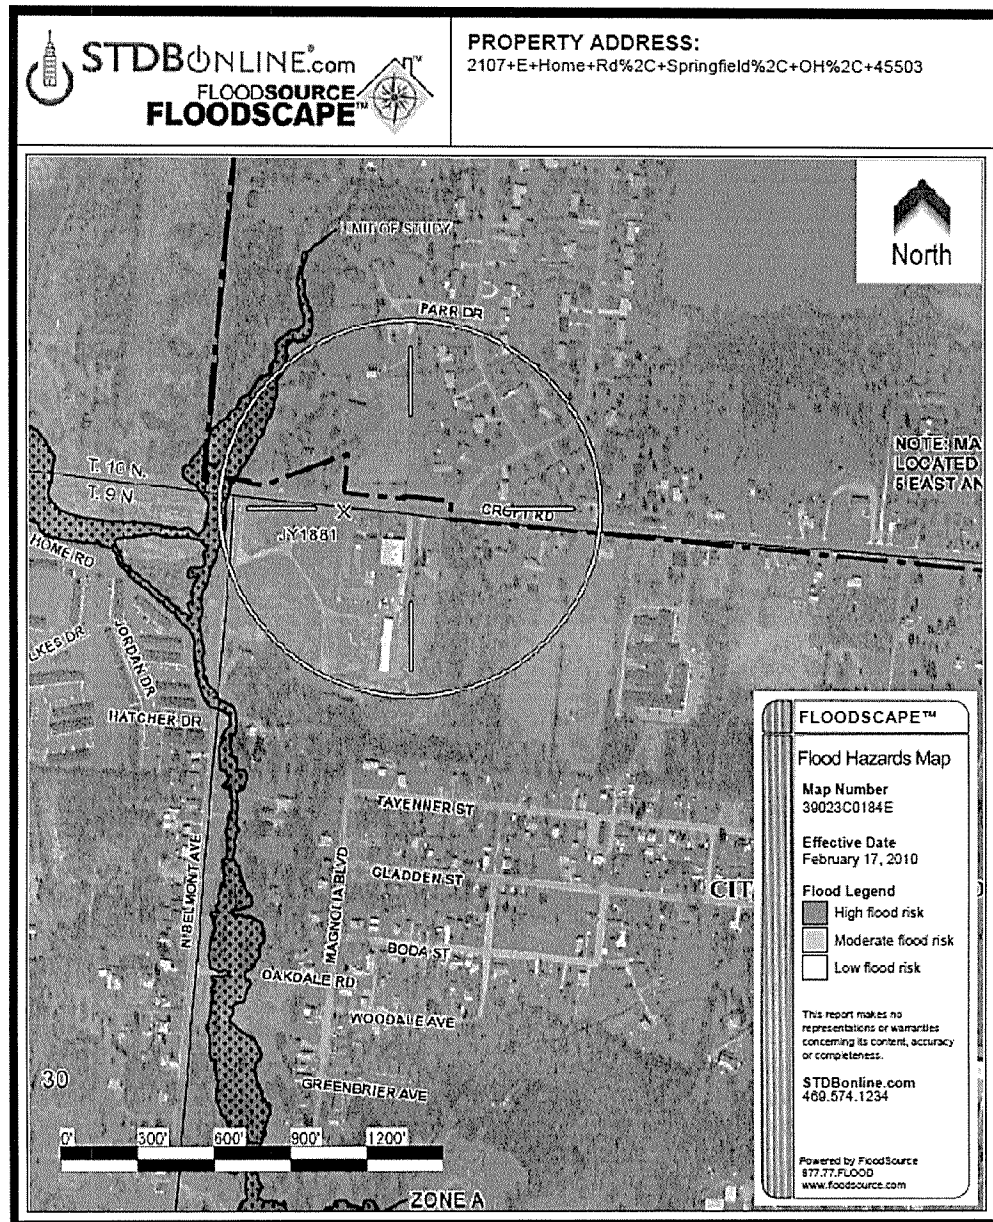 STDBONLINE®.com
FLOODSOURCE
FLOODSCAPE™
PROPERTY ADDRESS:
2107+E+Home+Rd%2C+Springfield%2C+OH%2C+45503
North
LIMIT OF STUDY
PARR DR
NOTE: MA
LOCATED
6 EAST AN
T. 10 N.
T. 9 N.
CROFT RD
X
JY1881
HOME RD
LKES DR
JORDAN DR
HATCHER DR
N BELMONT AVE
MAGNOLIA BLVD
TAVENNER ST
GLADDEN ST
CIT
BODA ST
OAKDALE RD
WOODALE AVE
GREENBRIER AVE
30
0' 300' 600' 900' 1200'
ZONE A
FLOODSCAPE™
Flood Hazards Map
Map Number
39023C0184E
Effective Date
February 17, 2010
Flood Legend
High flood risk
Moderate flood risk
Low flood risk
This report makes no
representations or warranties
concerning its content, accuracy
or completeness.
STDBonline.com
469.574.1234
Powered by FloodSource
877.77.FLOOD
www.floodsource.com